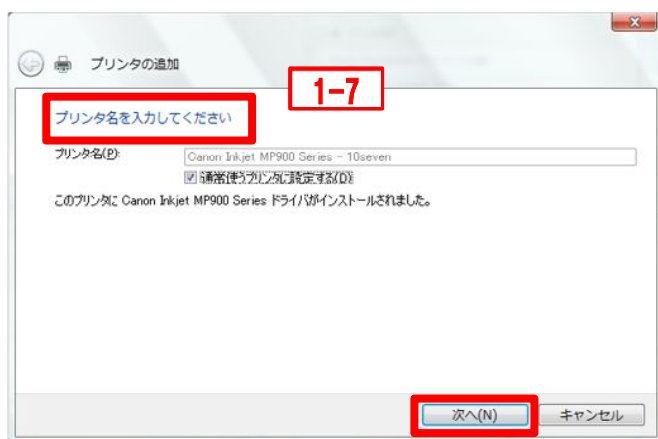 プリンタの追加
1-7
プリンタ名を入力してください
プリンタ名(P):
Canon Inkjet MP900 Series - 10seven
通常使うプリンタに設定する(D)
このプリンタに Canon Inkjet MP900 Series ドライバがインストールされました。
次へ(N)
キャンセル